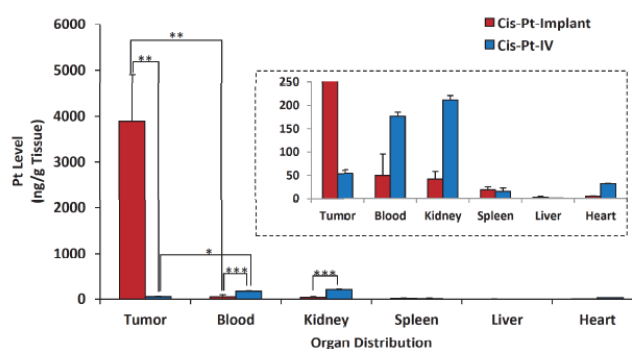 Cis-Pt-Implant
Cis-Pt-IV
6000
5000
4000
3000
2000
1000
0
Pt Level
(ng/g Tissue)
**
**
*
***
***
250
200
150
100
50
0
Tumor Blood Kidney Spleen Liver Heart
Tumor Blood Kidney Spleen Liver Heart
Organ Distribution